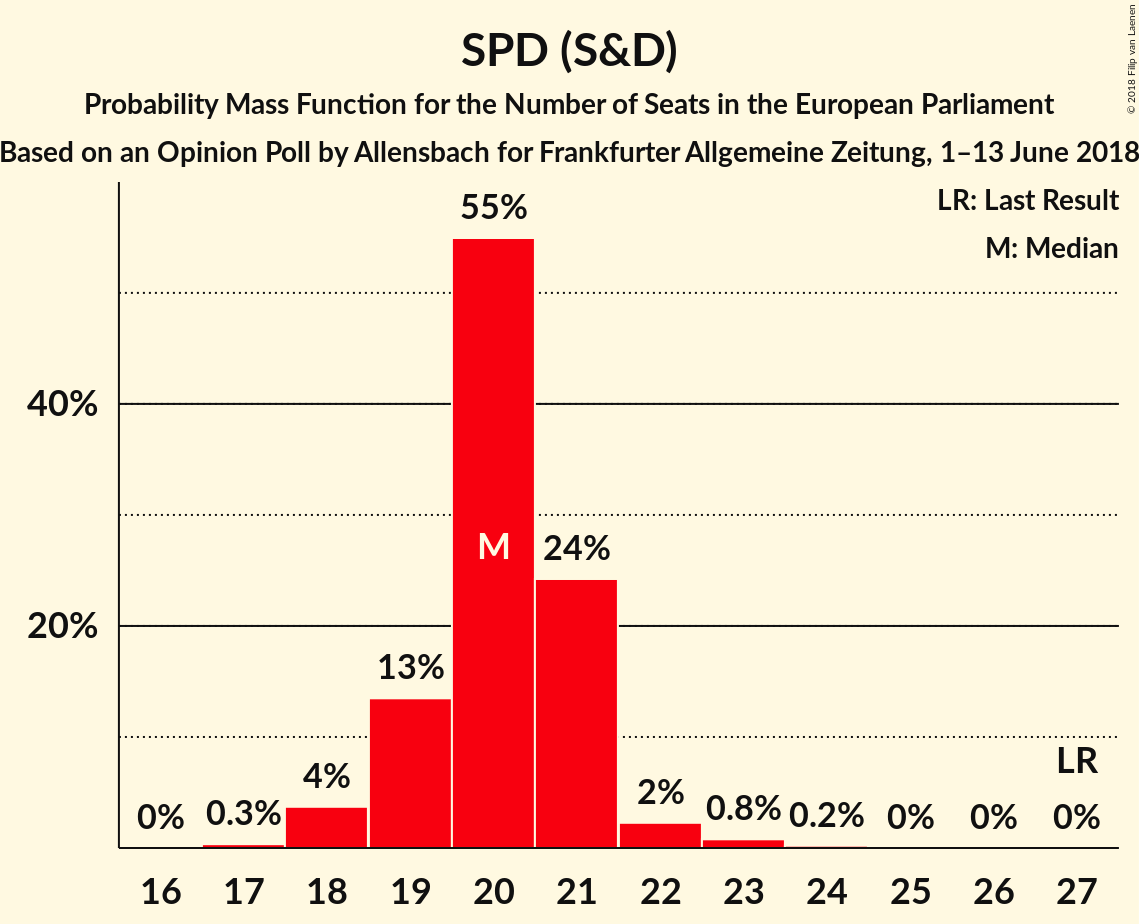 SPD (S&D)
Probability Mass Function for the Number of Seats in the European Parliament
Based on an Opinion Poll by Allensbach for Frankfurter Allgemeine Zeitung, 1–13 June 2018
© 2018 Filip van Laenen
LR: Last Result
M: Median
55%
40%
M
24%
20%
13%
LR
4%
2%
0% 0.3% 0.8% 0.2% 0% 0% 0%
16 17 18 19 20 21 22 23 24 25 26 27